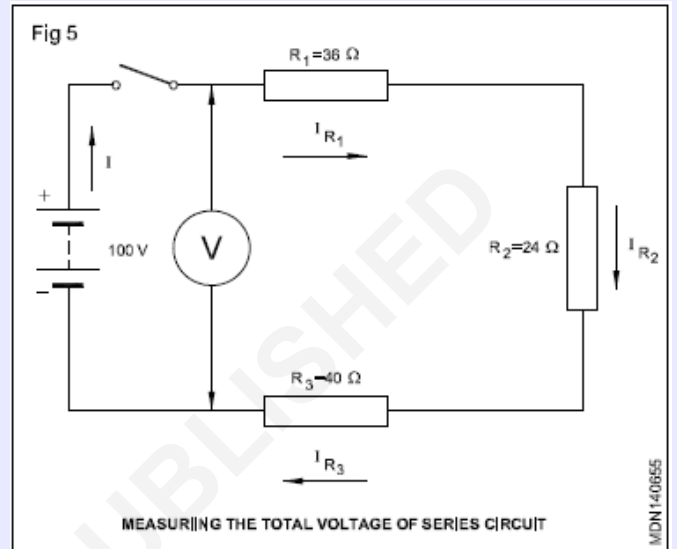 Fig 5
R1=36 Ω
IR1
I
+
100 V
V
R2=24 Ω
IR2
−
R3=40 Ω
IR3
MEASURING THE TOTAL VOLTAGE OF SERIES CIRCUIT
MDN140655
UBLISHED